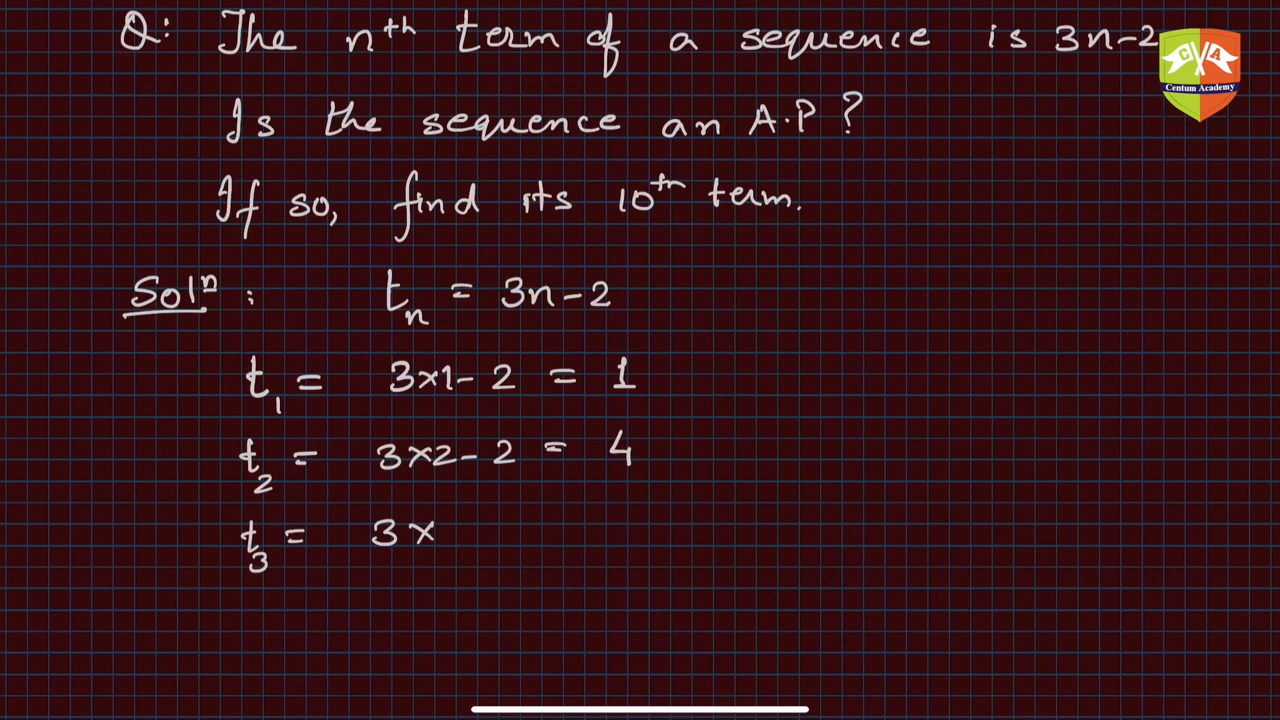 Q: The nth term of a sequence is 3n-2
CA
Centum Academy
Is the sequence an A.P?
If so, find its 10th term.
Solⁿ : tₙ = 3n-2
t₁ = 3×1-2 = 1
t₂ = 3×2-2 = 4
t₃ = 3×